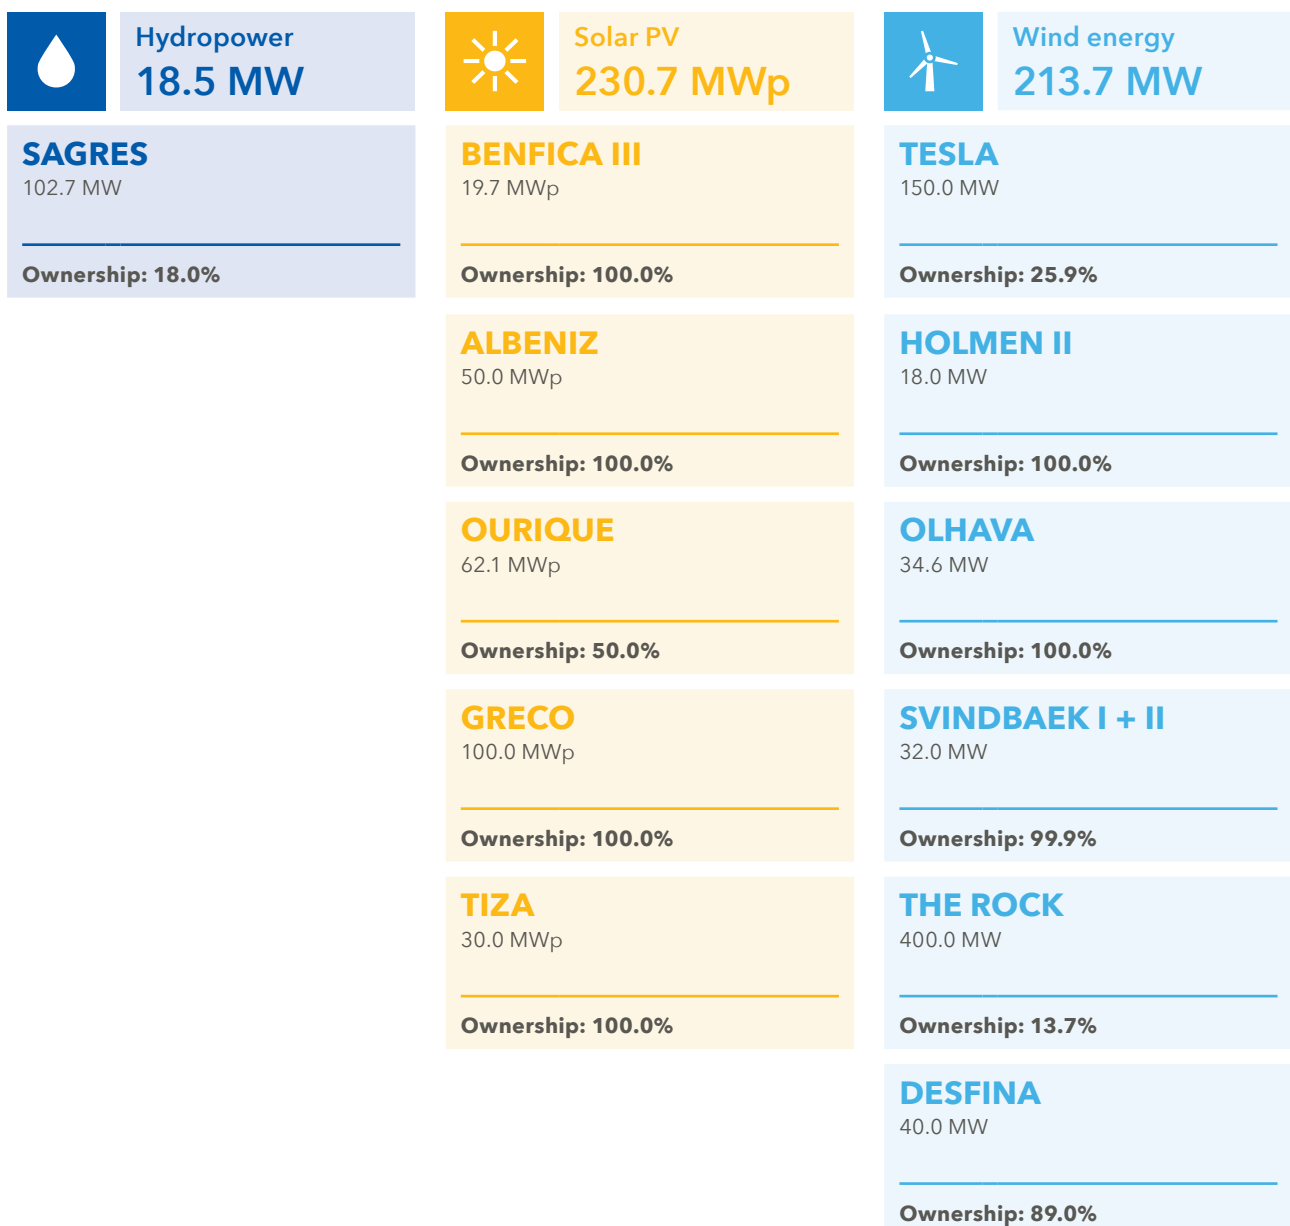 Hydropower
18.5 MW
SAGRES
102.7 MW
Ownership: 18.0%
Solar PV
230.7 MWp
BENFICA III
19.7 MWp
Ownership: 100.0%
ALBENIZ
50.0 MWp
Ownership: 100.0%
OURIQUE
62.1 MWp
Ownership: 50.0%
GRECO
100.0 MWp
Ownership: 100.0%
TIZA
30.0 MWp
Ownership: 100.0%
Wind energy
213.7 MW
TESLA
150.0 MW
Ownership: 25.9%
HOLMEN II
18.0 MW
Ownership: 100.0%
OLHAVA
34.6 MW
Ownership: 100.0%
SVINDBAEK I + II
32.0 MW
Ownership: 99.9%
THE ROCK
400.0 MW
Ownership: 13.7%
DESFINA
40.0 MW
Ownership: 89.0%